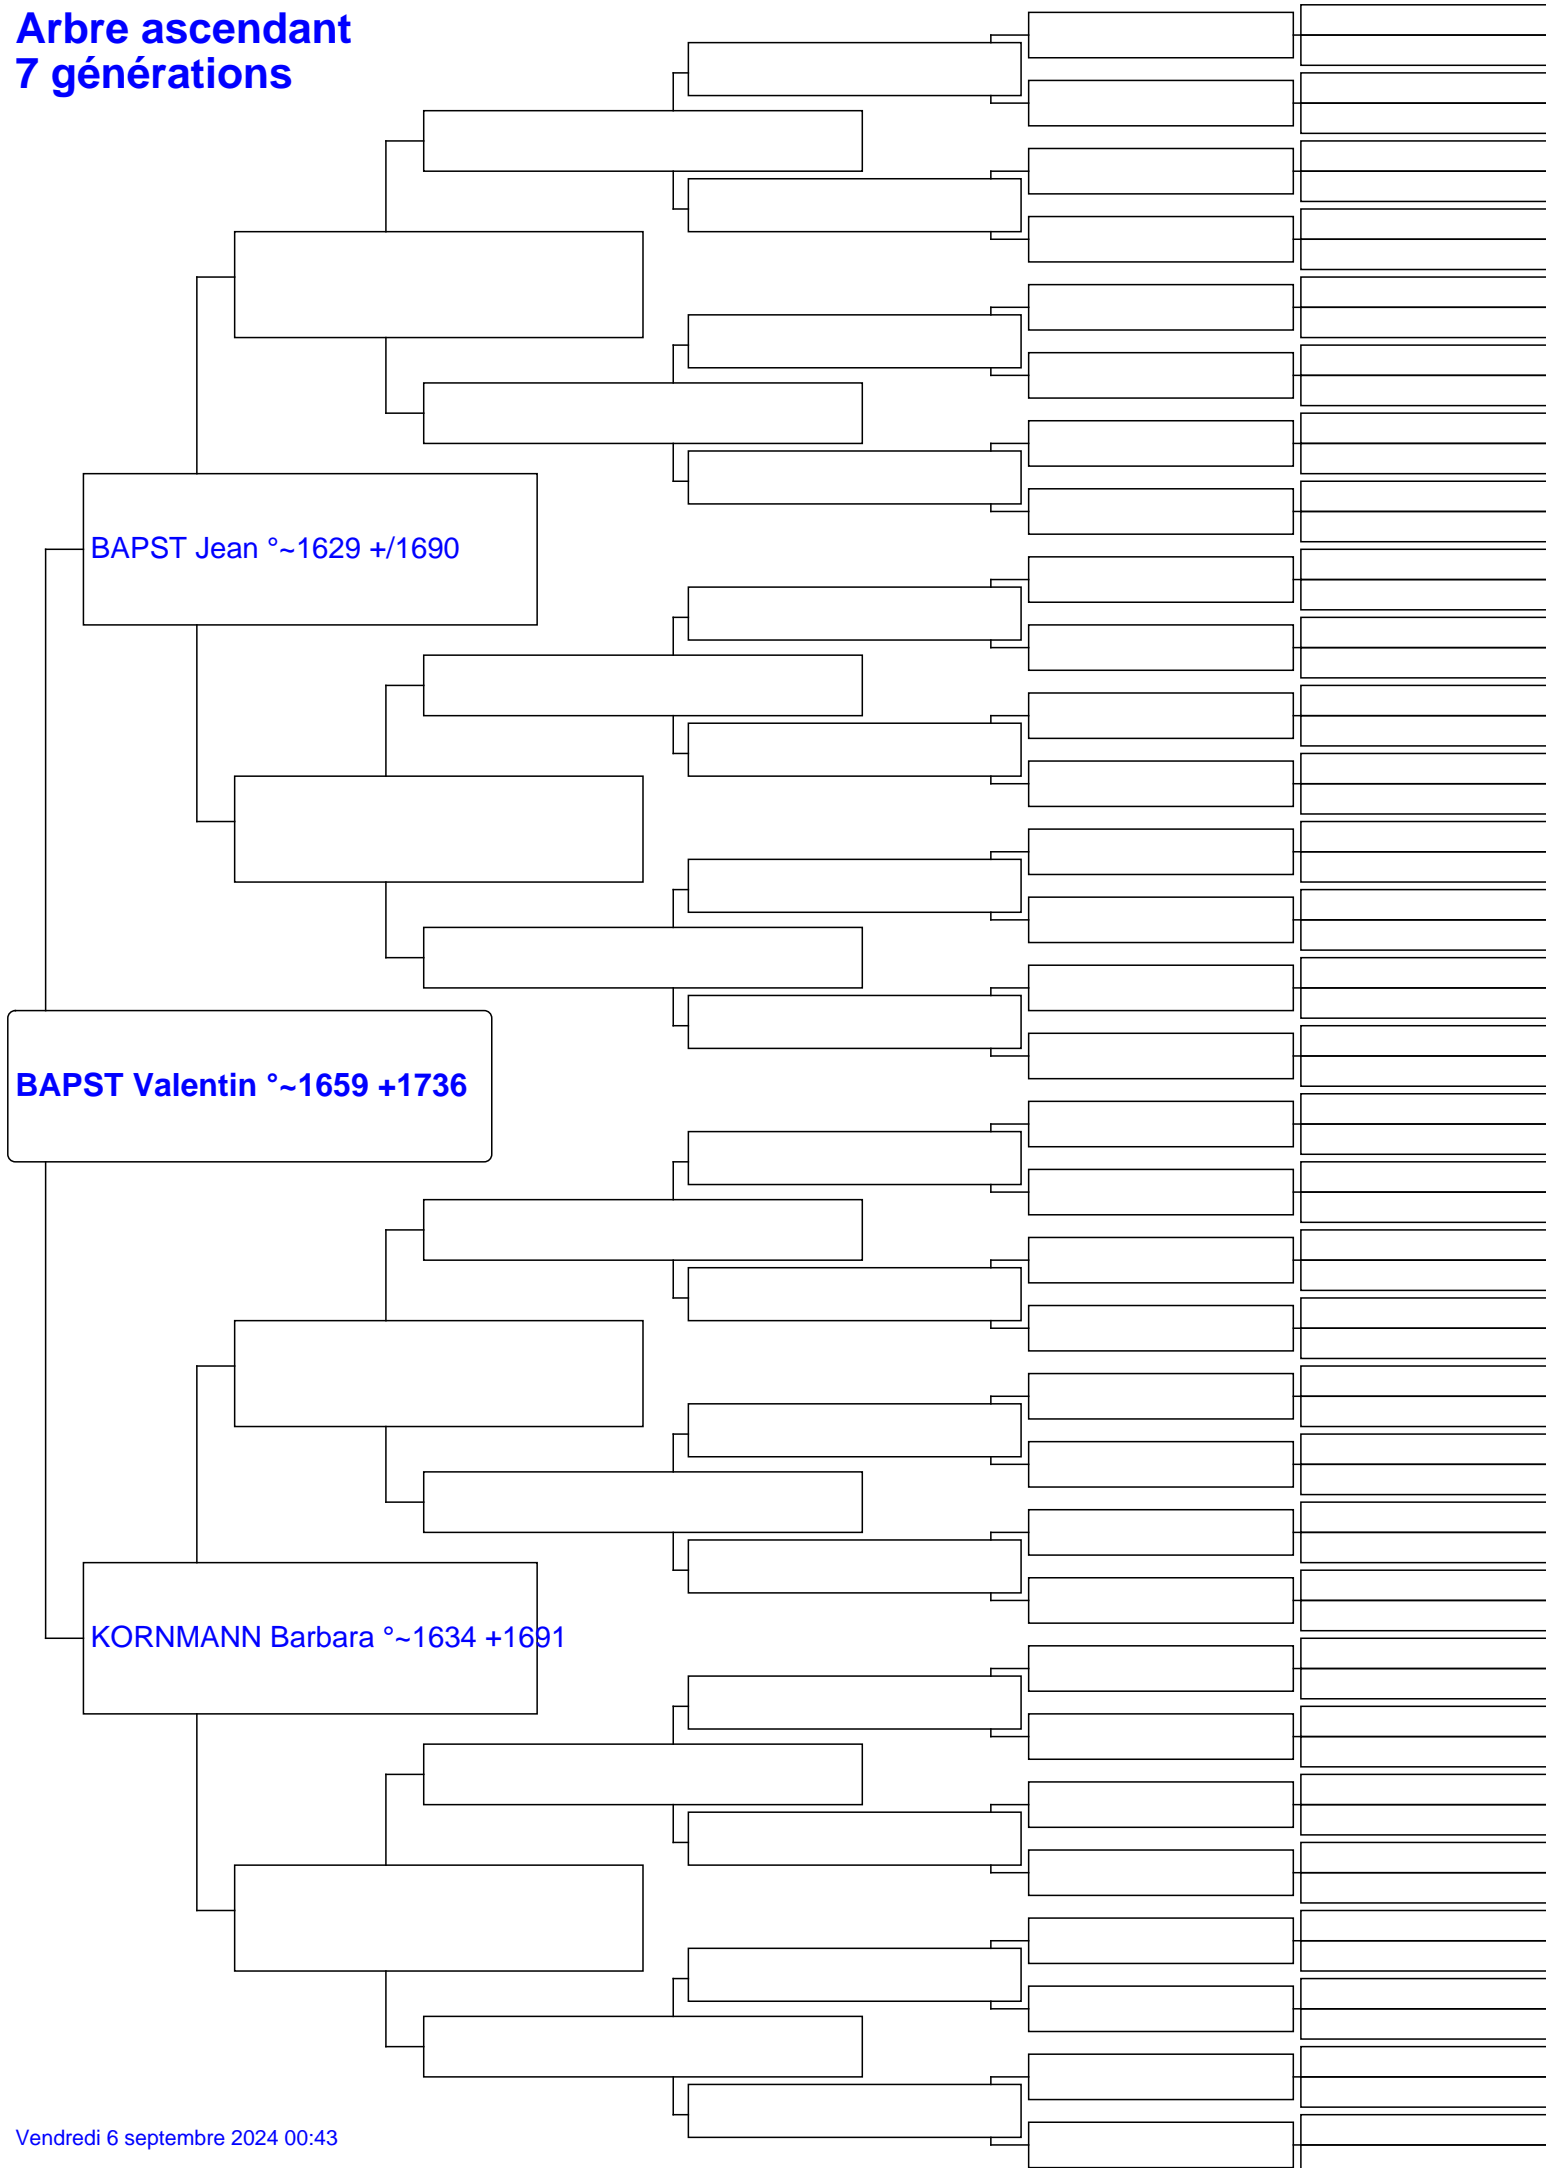 Arbre ascendant
7 générations
BAPST Jean °~1629 +/1690
BAPST Valentin °~1659 +1736
KORNMANN Barbara °~1634 +1691
Vendredi 6 septembre 2024 00:43